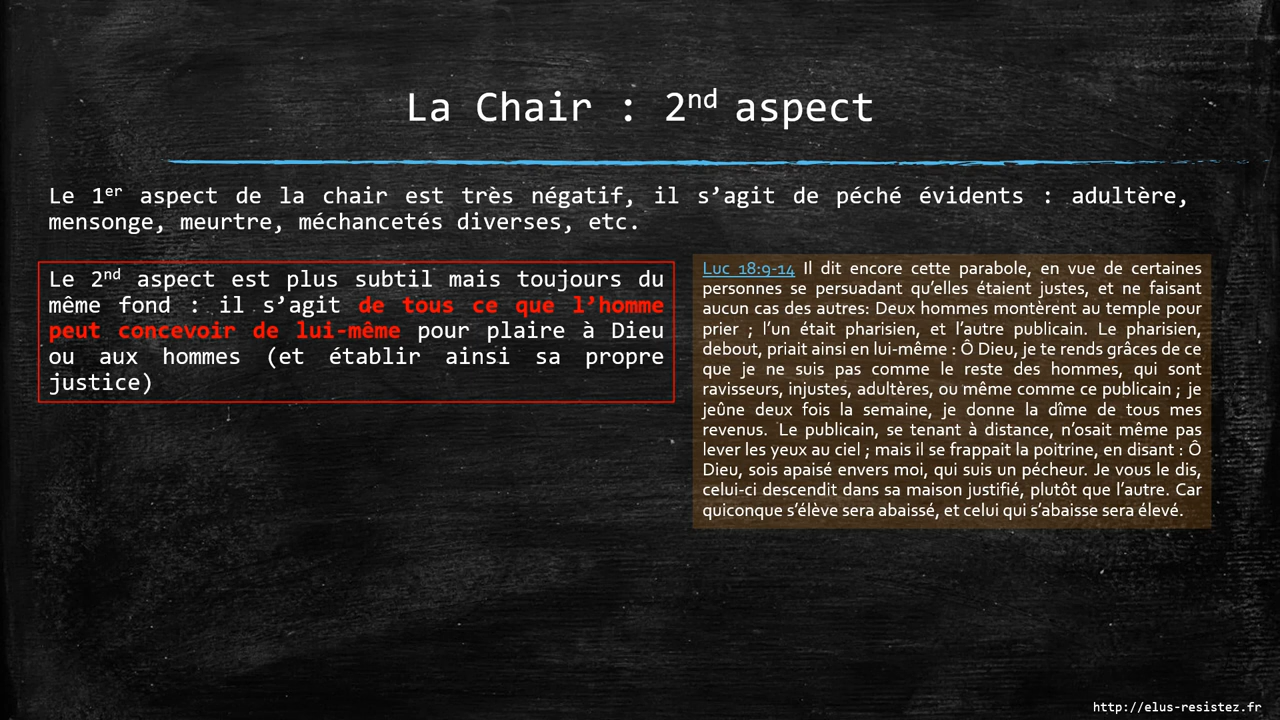 La Chair : 2nd aspect
Le 1er aspect de la chair est très négatif, il s’agit de péché évidents : adultère,
mensonge, meurtre, méchancetés diverses, etc.
Le 2nd aspect est plus subtil mais toujours du
même fond : il s’agit de tous ce que l’homme
peut concevoir de lui-même pour plaire à Dieu
ou aux hommes (et établir ainsi sa propre
justice)
Luc 18:9-14 Il dit encore cette parabole, en vue de certaines
personnes se persuadant qu’elles étaient justes, et ne faisant
aucun cas des autres: Deux hommes montèrent au temple pour
prier ; l’un était pharisien, et l’autre publicain. Le pharisien,
debout, priait ainsi en lui-même : Ô Dieu, je te rends grâces de ce
que je ne suis pas comme le reste des hommes, qui sont
ravisseurs, injustes, adultères, ou même comme ce publicain ; je
jeûne deux fois la semaine, je donne la dîme de tous mes
revenus. Le publicain, se tenant à distance, n’osait même pas
lever les yeux au ciel ; mais il se frappait la poitrine, en disant : Ô
Dieu, sois apaisé envers moi, qui suis un pécheur. Je vous le dis,
celui-ci descendit dans sa maison justifié, plutôt que l’autre. Car
quiconque s’élève sera abaissé, et celui qui s’abaisse sera élevé.
http://elus-resistez.fr